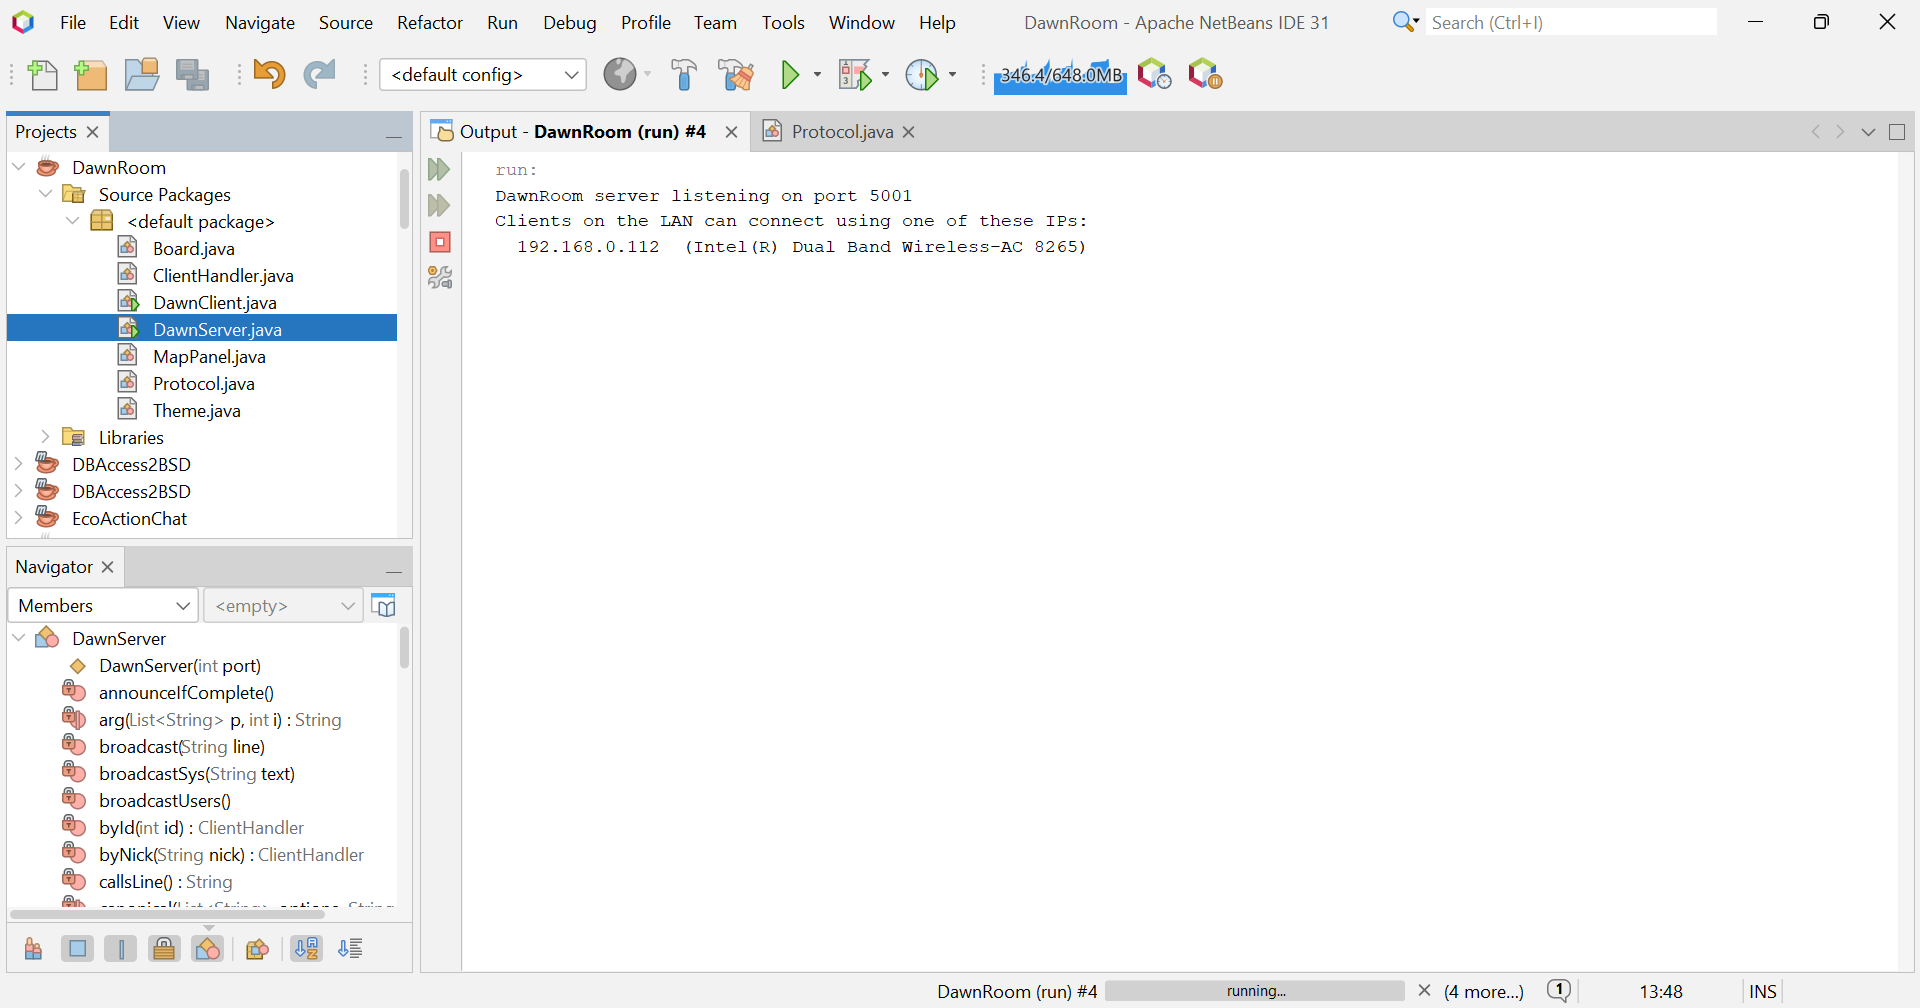 File Edit View Navigate Source Refactor Run Debug Profile Team Tools Window Help DawnRoom - Apache NetBeans IDE 31 Search (Ctrl+I)
<default config> 346.4/648.0MB
Projects
DawnRoom
Source Packages
<default package>
Board.java
ClientHandler.java
DawnClient.java
DawnServer.java
MapPanel.java
Protocol.java
Theme.java
Libraries
DBAccess2BSD
DBAccess2BSD
EcoActionChat
Navigator
Members <empty>
DawnServer
DawnServer(int port)
announceIfComplete()
arg(List<String> p, int i) : String
broadcast(String line)
broadcastSys(String text)
broadcastUsers()
byId(int id) : ClientHandler
byNick(String nick) : ClientHandler
callsLine() : String
Output - DawnRoom (run) #4 Protocol.java
run:
DawnRoom server listening on port 5001
Clients on the LAN can connect using one of these IPs:
192.168.0.112 (Intel(R) Dual Band Wireless-AC 8265)
DawnRoom (run) #4 running... (4 more...) 1 13:48 INS